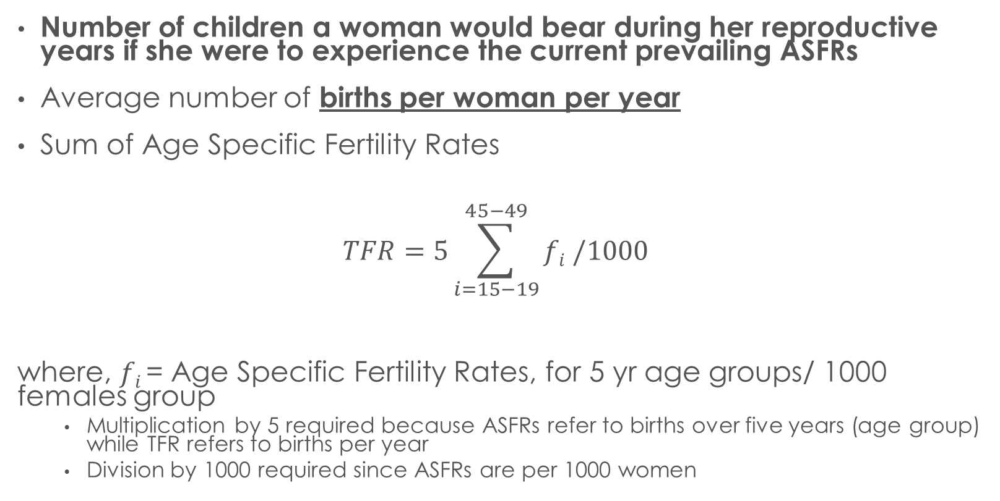 • Number of children a woman would bear during her reproductive
years if she were to experience the current prevailing ASFRs
• Average number of births per woman per year
• Sum of Age Specific Fertility Rates
45−49
TFR = 5 ∑ f_i /1000
i=15−19
where, f_i = Age Specific Fertility Rates, for 5 yr age groups/ 1000
females group
• Multiplication by 5 required because ASFRs refer to births over five years (age group)
while TFR refers to births per year
• Division by 1000 required since ASFRs are per 1000 women